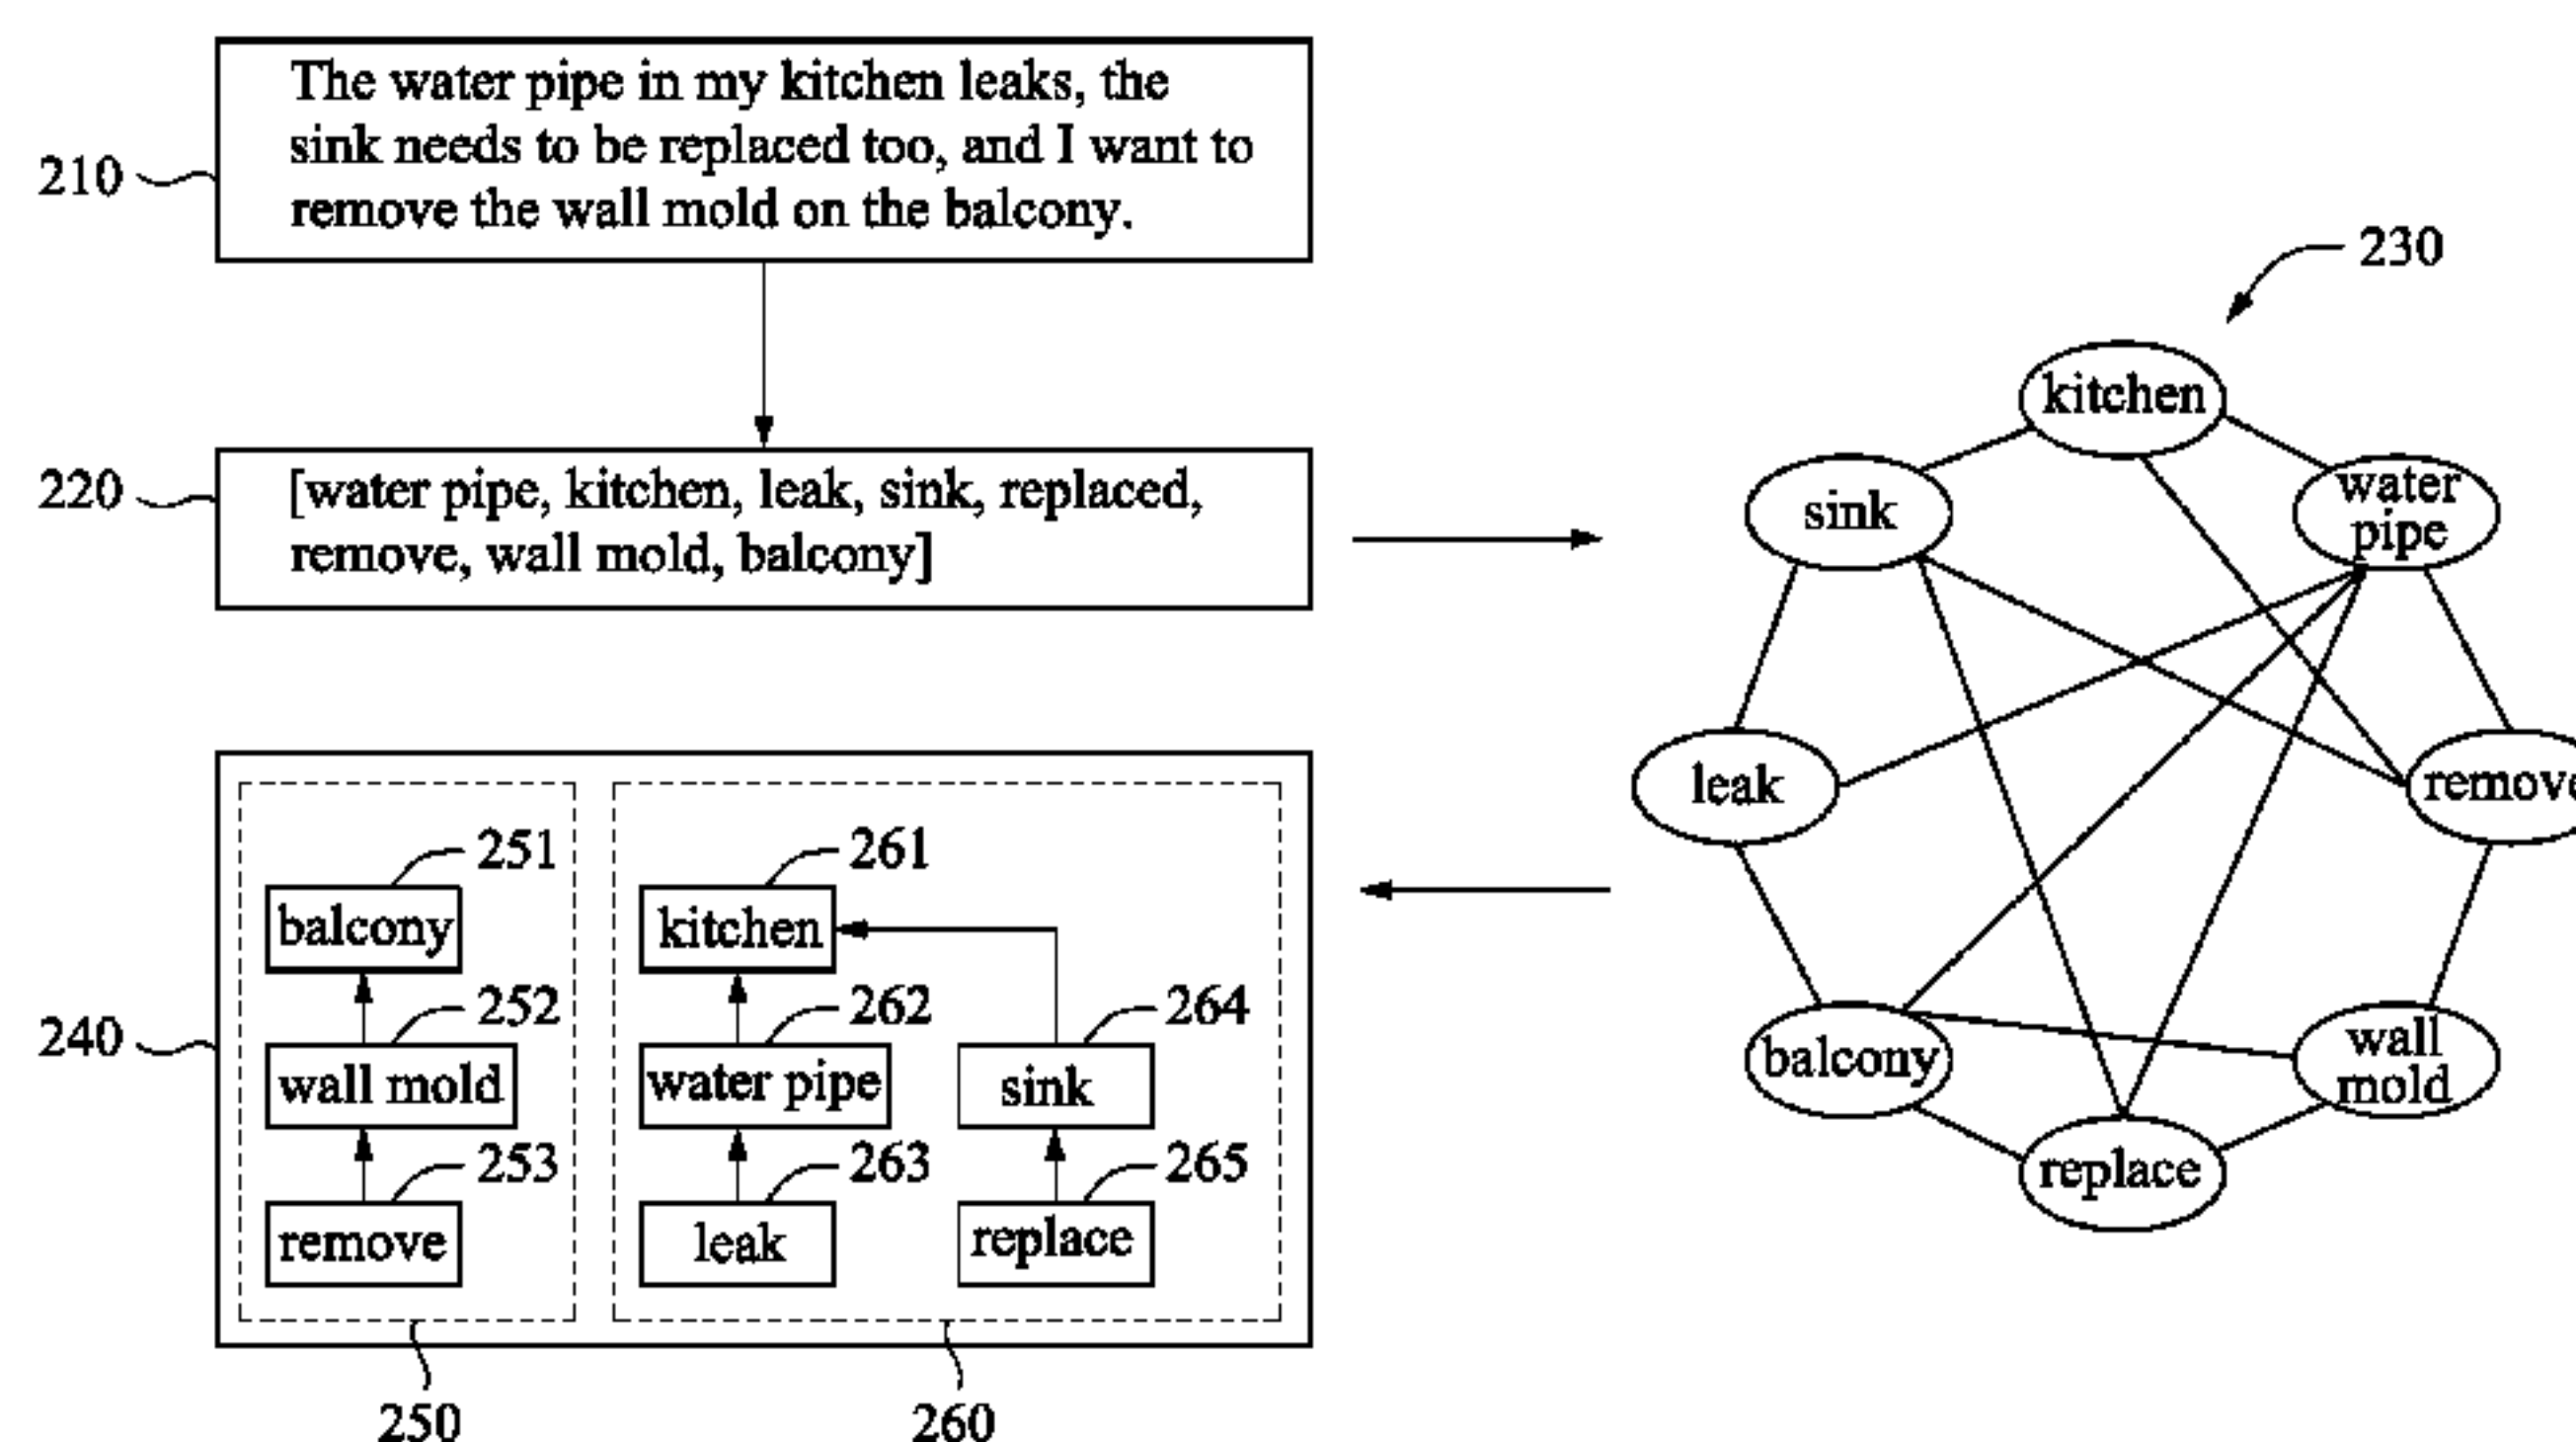 The water pipe in my kitchen leaks, the
sink needs to be replaced too, and I want to
remove the wall mold on the balcony.
210
230
[water pipe, kitchen, leak, sink, replaced,
remove, wall mold, balcony]
220
kitchen
sink
water
pipe
leak
remove
balcony
wall
mold
replace
240
251
balcony
252
wall mold
253
remove
261
kitchen
262
water pipe
263
leak
264
sink
265
replace
250
260